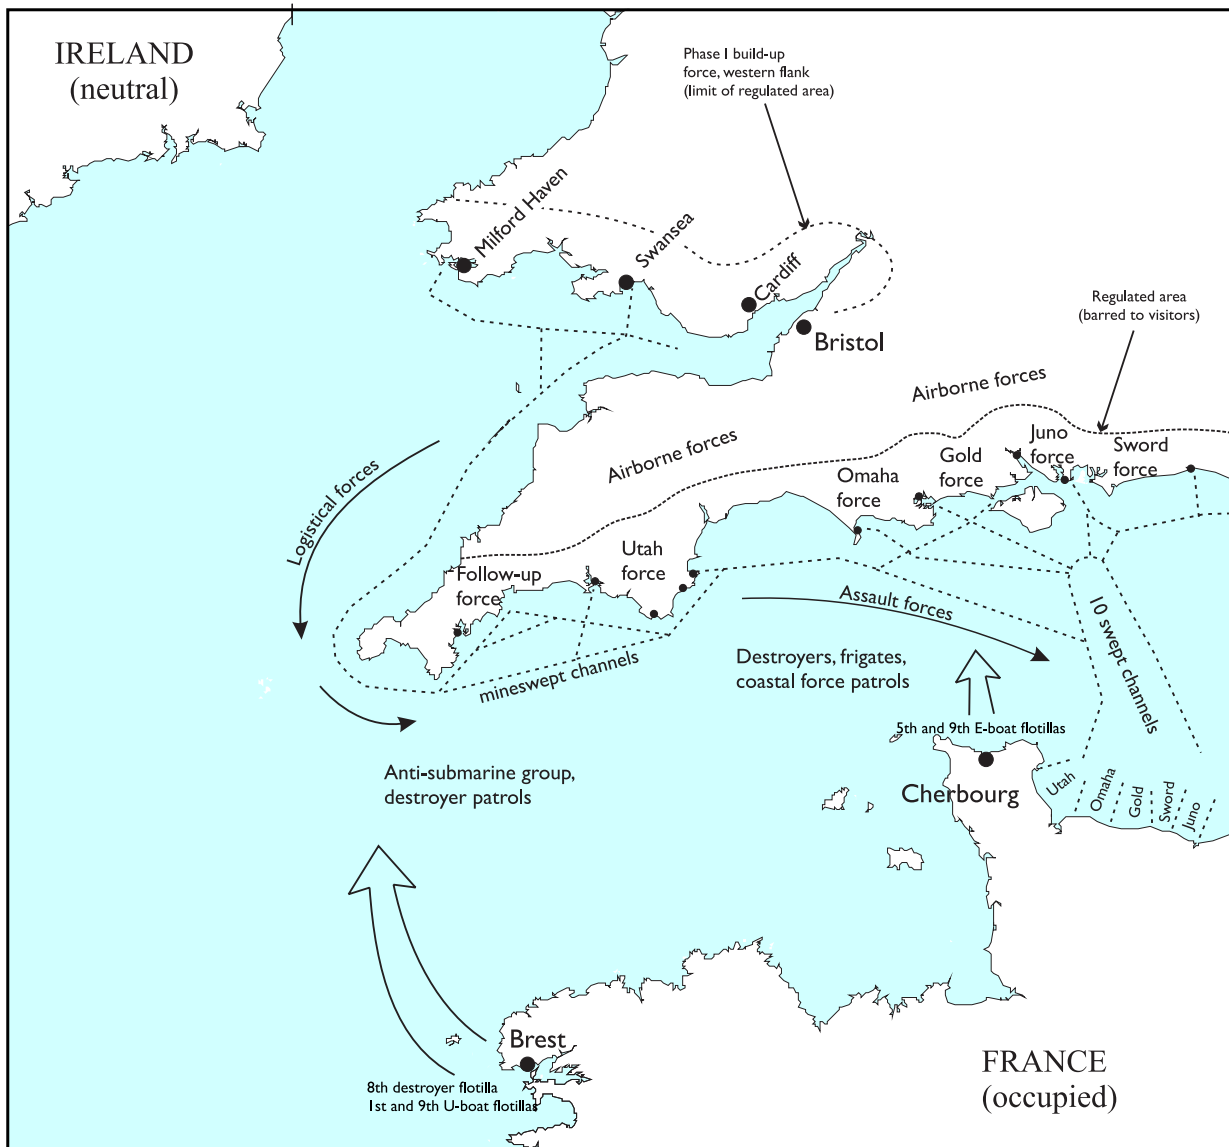 IRELAND
(neutral)
Phase I build-up
force, western flank
(limit of regulated area)
Milford Haven
Swansea
Cardiff
Bristol
Regulated area
(barred to visitors)
Airborne forces
Airborne forces
Juno
force
Sword
force
Gold
force
Omaha
force
Utah
force
Follow-up
force
Logistical forces
Assault forces
mineswept channels
10 swept channels
Destroyers, frigates,
coastal force patrols
5th and 9th E-boat flotillas
Cherbourg
Utah
Omaha
Gold
Sword
Juno
Anti-submarine group,
destroyer patrols
Brest
8th destroyer flotilla
1st and 9th U-boat flotillas
FRANCE
(occupied)